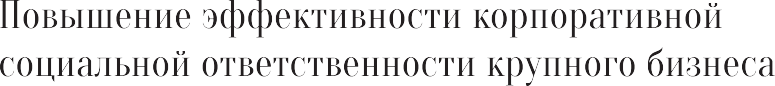 Повышение эффективности корпоративной
социальной ответственности крупного бизнеса